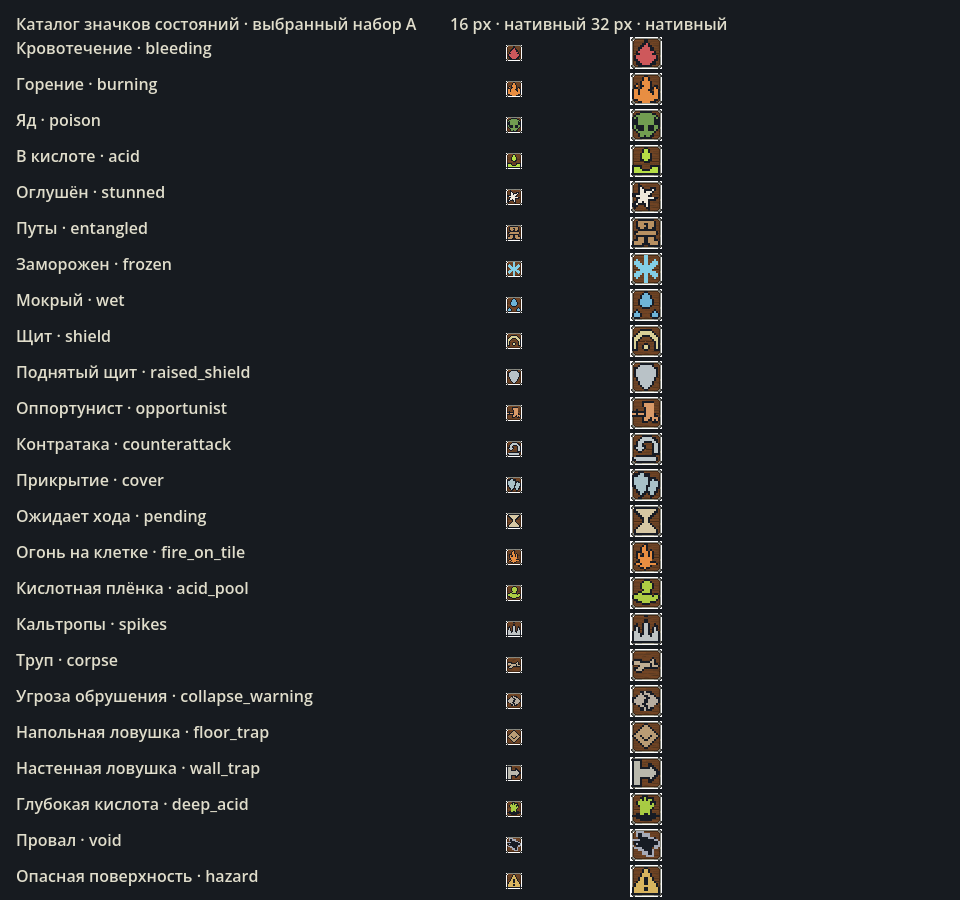 Каталог значков состояний · выбранный набор A 16 px · нативный 32 px · нативный
Кровотечение · bleeding
Горение · burning
Яд · poison
В кислоте · acid
Оглушён · stunned
Путы · entangled
Заморожен · frozen
Мокрый · wet
Щит · shield
Поднятый щит · raised_shield
Оппортунист · opportunist
Контратака · counterattack
Прикрытие · cover
Ожидает хода · pending
Огонь на клетке · fire_on_tile
Кислотная плёнка · acid_pool
Кальтропы · spikes
Труп · corpse
Угроза обрушения · collapse_warning
Напольная ловушка · floor_trap
Настенная ловушка · wall_trap
Глубокая кислота · deep_acid
Провал · void
Опасная поверхность · hazard